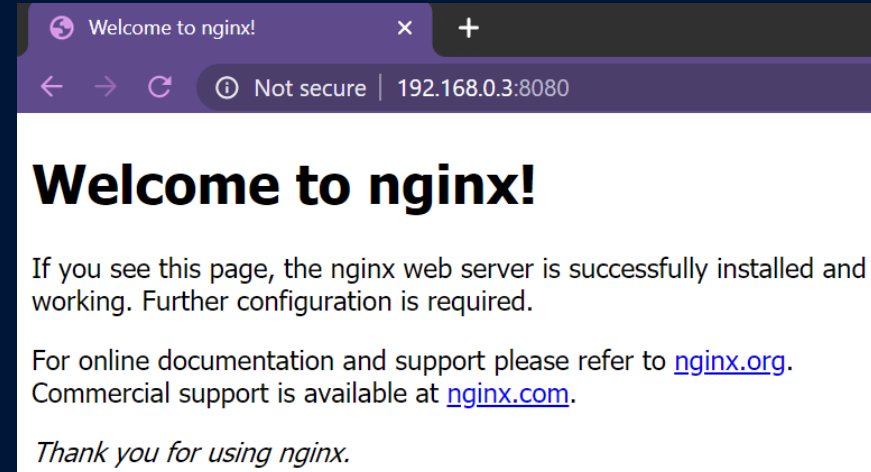 Welcome to nginx!
Not secure | 192.168.0.3:8080
Welcome to nginx!
If you see this page, the nginx web server is successfully installed and
working. Further configuration is required.
For online documentation and support please refer to nginx.org.
Commercial support is available at nginx.com.
Thank you for using nginx.